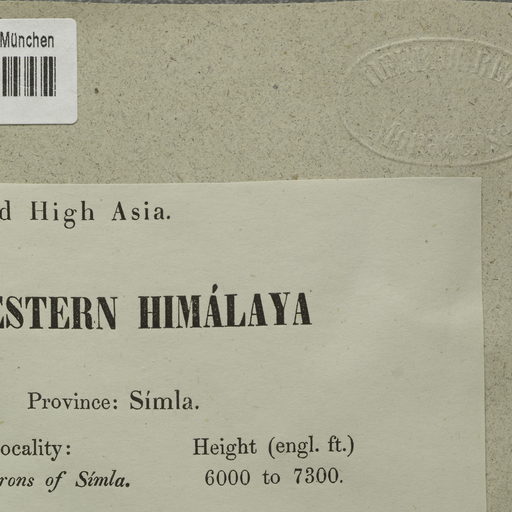 München
d High Asia.
ESTERN HIMÁLAYA
Province: Símla.
ocality: Height (engl. ft.)
rons of Símla. 6000 to 7300.